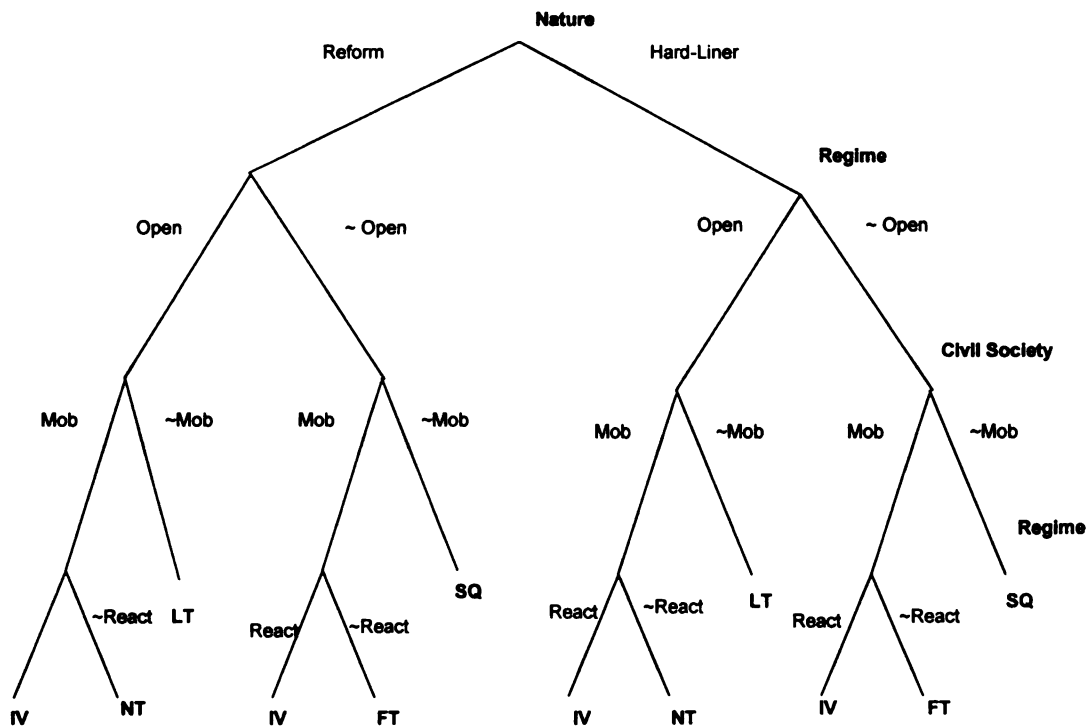 Nature
Reform Hard-Liner
Regime
Open ~ Open Open ~ Open
Civil Society
Mob ~Mob Mob ~Mob Mob ~Mob Mob ~Mob
Regime
SQ LT SQ
~React LT React ~React React ~React React ~React
IV NT IV FT IV NT IV FT